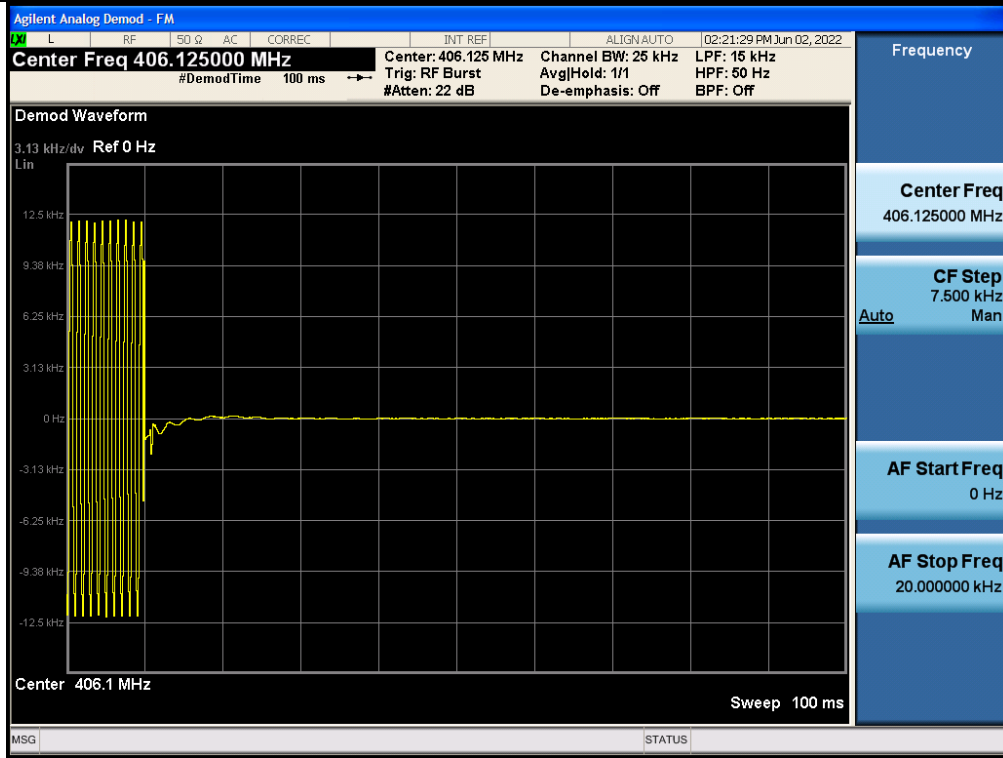 Agilent Analog Demod - FM
LXI L RF 50 Ω AC CORREC INT REF ALIGNAUTO 02:21:29 PM Jun 02, 2022
Center Freq 406.125000 MHz
#DemodTime 100 ms
Center: 406.125 MHz Channel BW: 25 kHz LPF: 15 kHz
Trig: RF Burst Avg|Hold: 1/1 HPF: 50 Hz
#Atten: 22 dB De-emphasis: Off BPF: Off
Demod Waveform
3.13 kHz/dv Ref 0 Hz
Lin
12.5 kHz
9.38 kHz
6.25 kHz
3.13 kHz
0 Hz
-3.13 kHz
-6.25 kHz
-9.38 kHz
-12.5 kHz
Center 406.1 MHz
Sweep 100 ms
MSG STATUS
Frequency
Center Freq
406.125000 MHz
CF Step
7.500 kHz
Auto Man
AF Start Freq
0 Hz
AF Stop Freq
20.000000 kHz